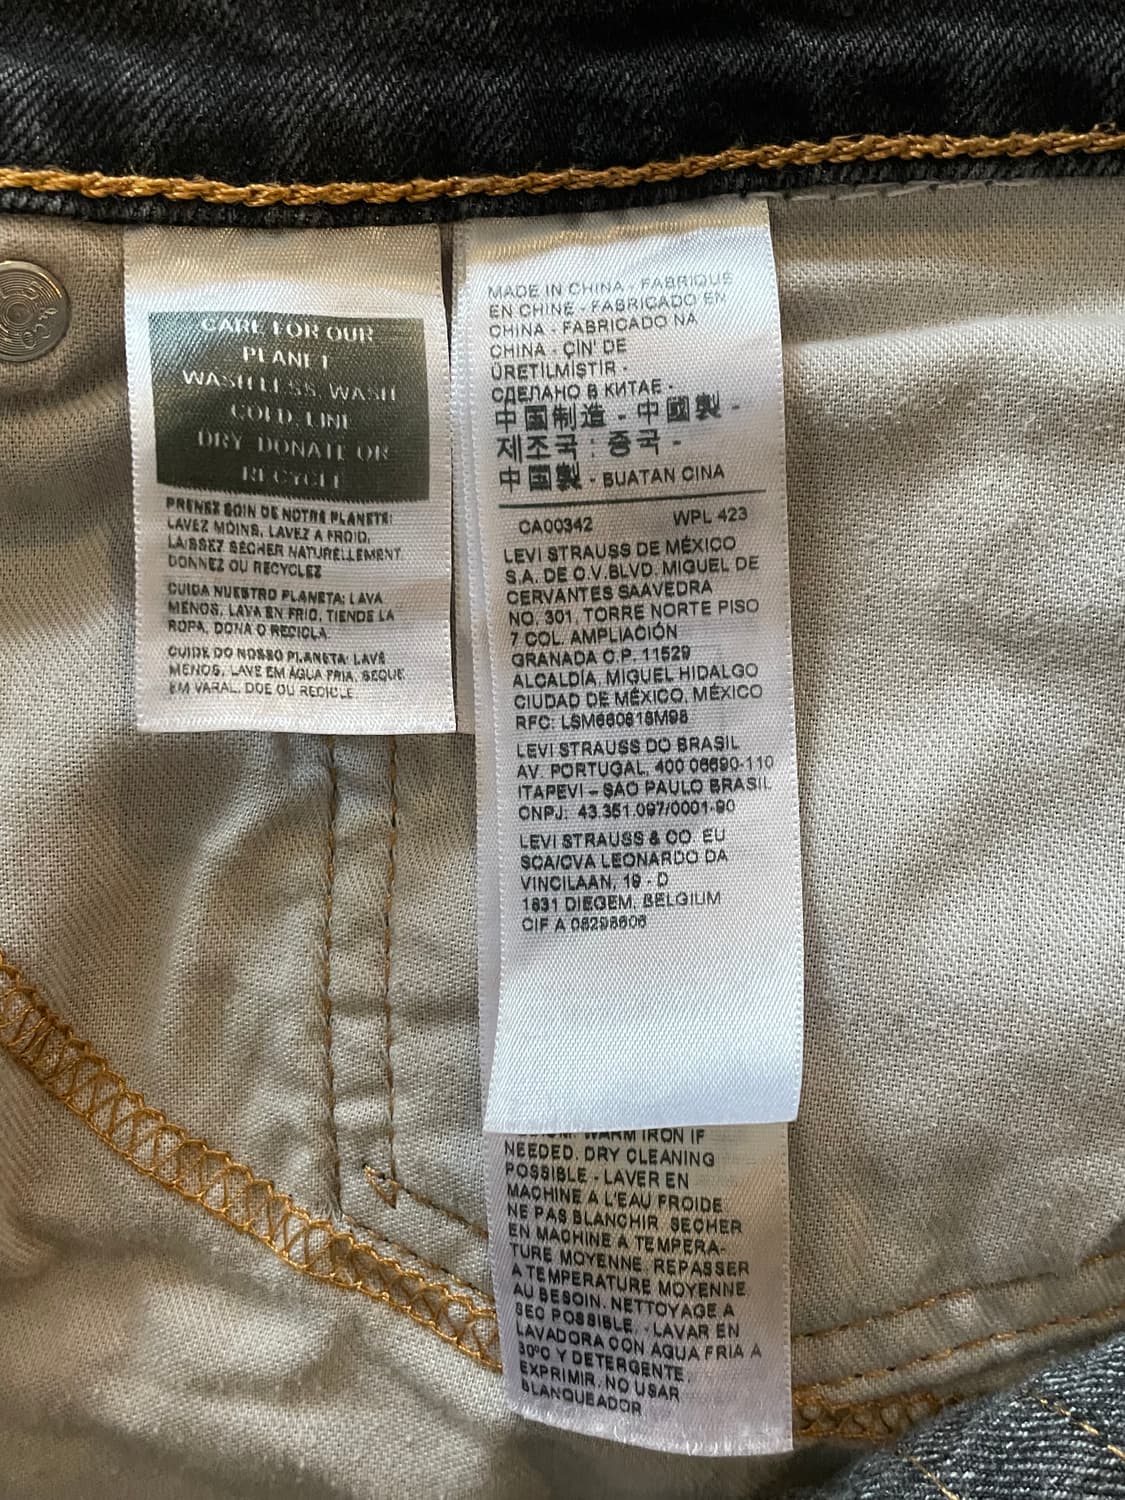 CARE FOR OUR
PLANET
WASH LESS, WASH
COLD, LINE
DRY, DONATE OR
RECYCLE
PRENEZ SOIN DE NOTRE PLANETE:
LAVEZ MOINS, LAVEZ A FROID,
LAISSEZ SECHER NATURELLEMENT
DONNEZ OU RECYCLEZ
CUIDA NUESTRO PLANETA: LAVA
MENOS, LAVA EN FRIO, TIENDE LA
ROPA, DONA O RECICLA
CUIDE DO NOSSO PLANETA: LAVE
MENOS, LAVE EM AGUA FRIA, SEQUE
EM VARAL, DOE OU RECICLE
MADE IN CHINA - FABRIQUE
EN CHINE - FABRICADO EN
CHINA - FABRICADO NA
CHINA - ÇİN' DE
ÜRETİLMİŞTİR -
СДЕЛАНО В КИТАЕ -
中国制造 - 中國製 -
제조국 : 중국 -
中国製 - BUATAN CINA
CA00342 WPL 423
LEVI STRAUSS DE MÉXICO
S.A. DE C.V.BLVD. MIGUEL DE
CERVANTES SAAVEDRA
NO. 301, TORRE NORTE PISO
7 COL. AMPLIACIÓN
GRANADA C.P. 11529
ALCALDÍA, MIGUEL HIDALGO
CIUDAD DE MÉXICO, MÉXICO
RFC:
LEVI STRAUSS DO BRASIL
AV. PORTUGAL, 400 06690-110
ITAPEVI – SAO PAULO BRASIL
CNPJ: 43.351.097/0001-90
LEVI STRAUSS & CO EU
SCA/CVA LEONARDO DA
VINCILAAN, 19 - D
1831 DIEGEM, BELGIUM
CIF A
WARM IRON IF
NEEDED. DRY CLEANING
POSSIBLE - LAVER EN
MACHINE A L'EAU FROIDE
NE PAS BLANCHIR. SECHER
EN MACHINE A TEMPERA-
TURE MOYENNE. REPASSER
A TEMPERATURE MOYENNE
AU BESOIN. NETTOYAGE A
SEC POSSIBLE. - LAVAR EN
LAVADORA CON AGUA FRIA A
30ºC Y DETERGENTE.
EXPRIMIR. NO USAR
BLANQUEADOR